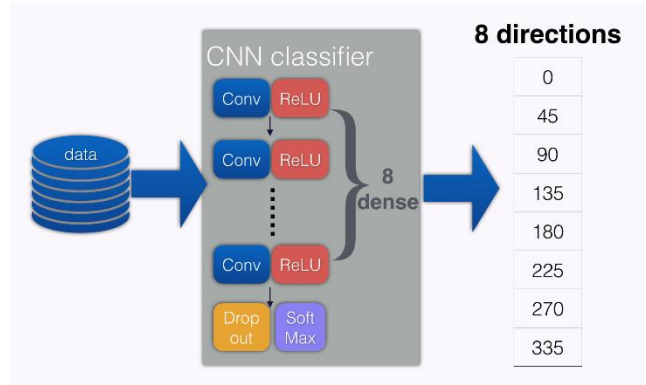 8 directions
CNN classifier
data
Conv ReLU
Conv ReLU
Conv ReLU
8
dense
Drop
out
Soft
Max
0
45
90
135
180
225
270
335